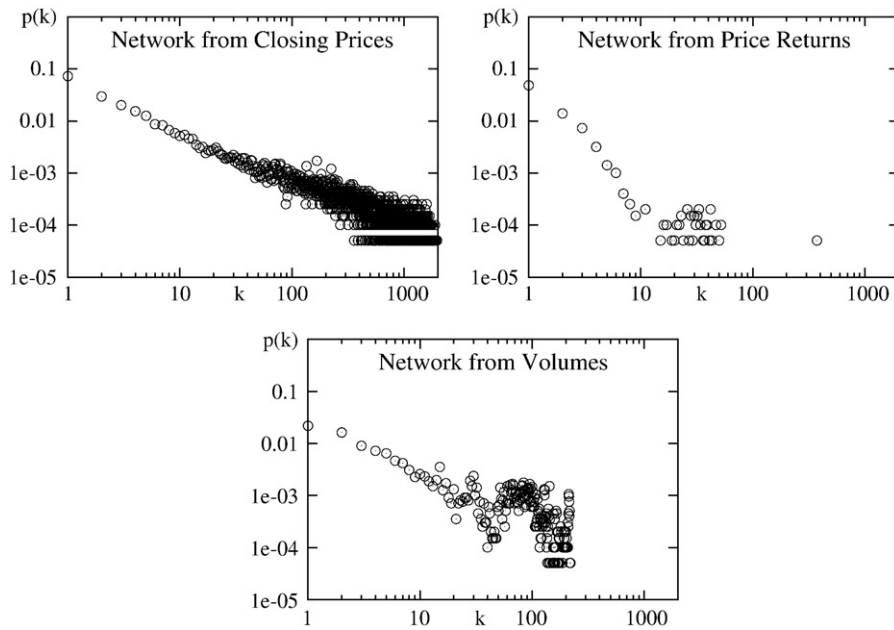 p(k)
Network from Closing Prices
0.1
0.01
1e-03
1e-04
1e-05
1 10 k 100 1000
p(k)
Network from Price Returns
0.1
0.01
1e-03
1e-04
1e-05
1 10 k 100 1000
p(k)
Network from Volumes
0.1
0.01
1e-03
1e-04
1e-05
1 10 k 100 1000